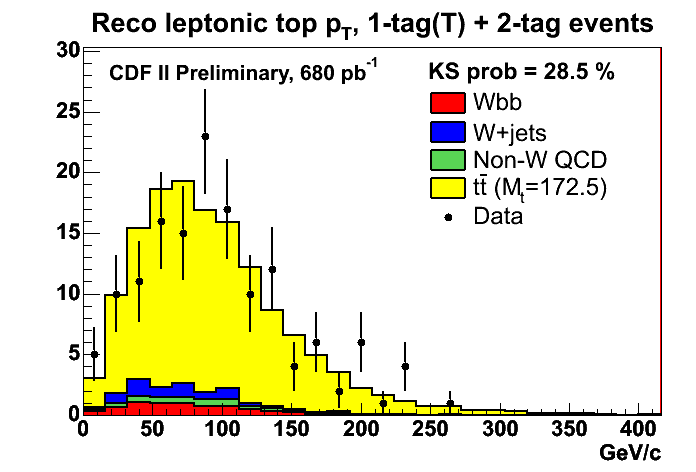 Reco leptonic top pT, 1-tag(T) + 2-tag events
CDF II Preliminary, 680 pb-1
KS prob = 28.5 %
Wbb
W+jets
Non-W QCD
tt̄ (Mt=172.5)
Data
30
25
20
15
10
5
0
0 50 100 150 200 250 300 350 400
GeV/c